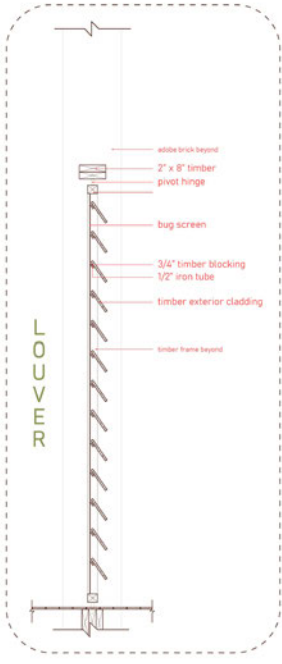 adobe brick beyond
2" x 8" timber
pivot hinge
bug screen
3/4" timber blocking
1/2" iron tube
timber exterior cladding
timber frame beyond
LOUVER